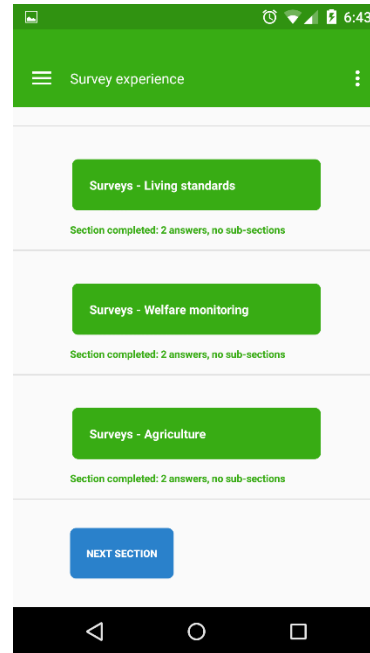 6:43
Survey experience
Surveys - Living standards
Section completed: 2 answers, no sub-sections
Surveys - Welfare monitoring
Section completed: 2 answers, no sub-sections
Surveys - Agriculture
Section completed: 2 answers, no sub-sections
NEXT SECTION